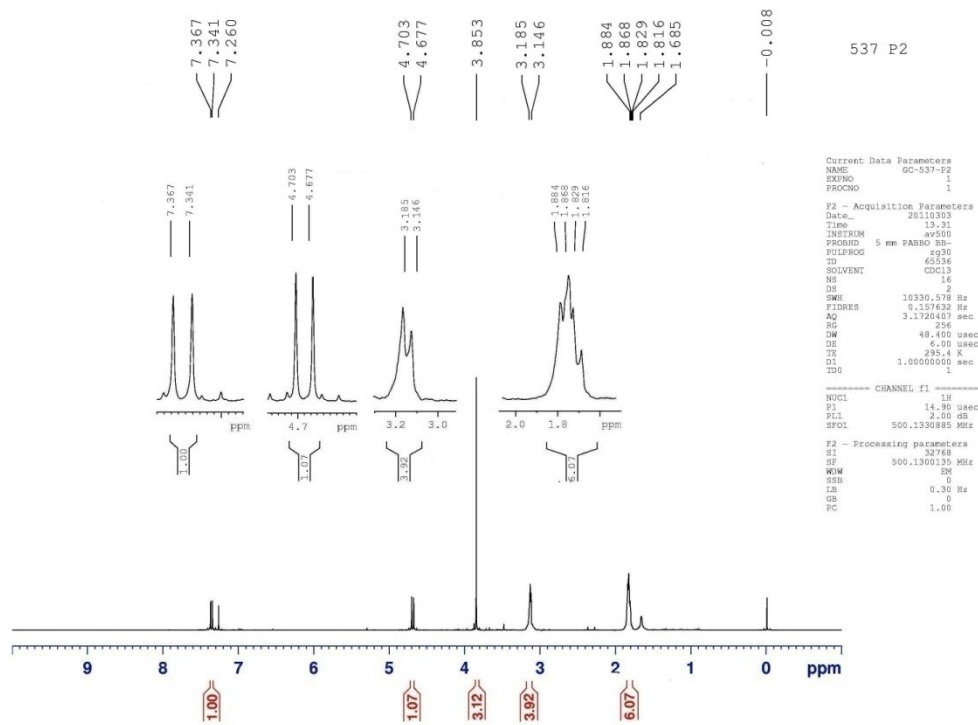 7.367
7.341
7.260
4.703
4.677
3.853
3.185
3.146
1.884
1.868
1.829
1.816
1.685
-0.008
537 P2
7.367
7.341
4.703
4.677
3.185
3.146
1.884
1.868
1.829
1.816
ppm
4.7 ppm
3.2 3.0 ppm
2.0 1.8 ppm
1.00
1.07
3.92
6.07
Current Data Parameters
NAME GC-537-P2
EXPNO 1
PROCNO 1
F2 - Acquisition Parameters
Date_ 20110303
Time 13.31
INSTRUM av500
PROBHD 5 mm PABBO BB-
PULPROG zg30
TD 65536
SOLVENT CDCl3
NS 16
DS 2
SWH 10330.578 Hz
FIDRES 0.157632 Hz
AQ 3.1720407 sec
RG 256
DW 48.400 usec
DE 6.00 usec
TE 295.4 K
D1 1.00000000 sec
TD0 1
======== CHANNEL f1 ========
NUC1 1H
P1 14.90 usec
PL1 2.00 dB
SFO1 500.1330885 MHz
F2 - Processing parameters
SI 32768
SF 500.1300135 MHz
WDW EM
SSB 0
LB 0.30 Hz
GB 0
PC 1.00
9 8 7 6 5 4 3 2 1 0 ppm
1.00
1.07
3.12
3.92
6.07